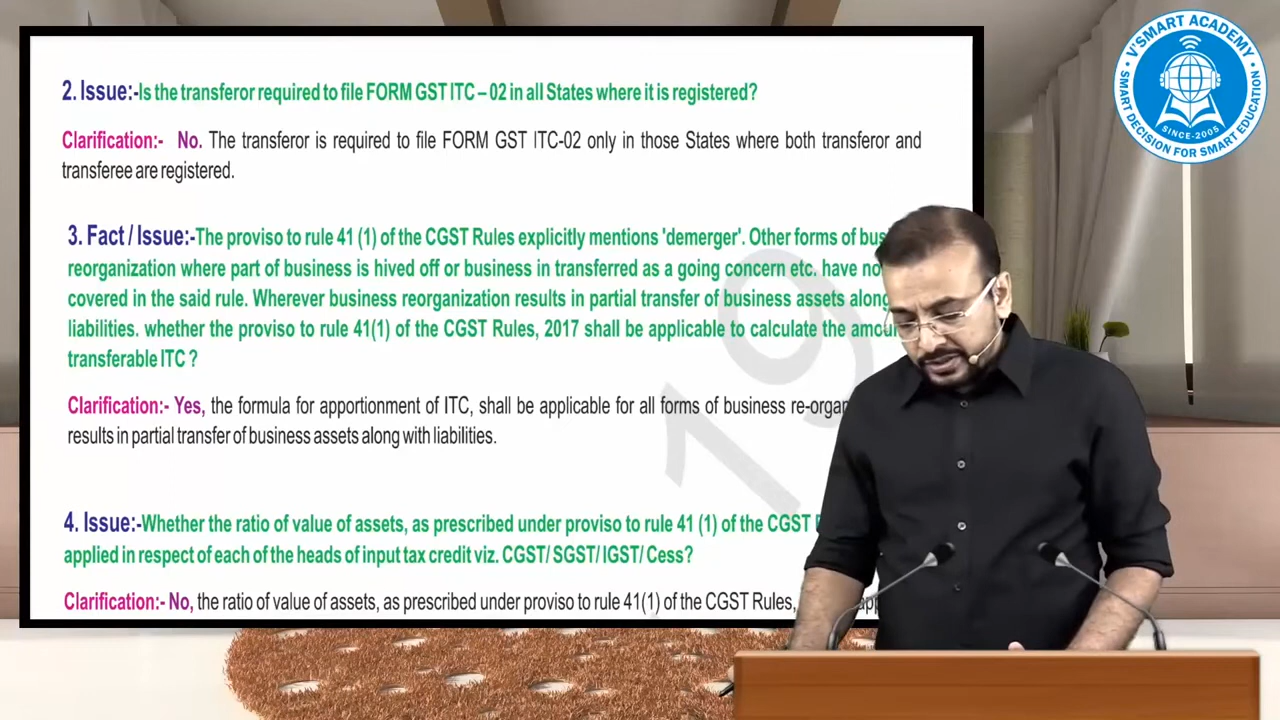 2. Issue:-Is the transferor required to file FORM GST ITC – 02 in all States where it is registered?
Clarification:- No. The transferor is required to file FORM GST ITC-02 only in those States where both transferor and
transferee are registered.
3. Fact / Issue:-The proviso to rule 41 (1) of the CGST Rules explicitly mentions 'demerger'. Other forms of
reorganization where part of business is hived off or business in transferred as a going concern etc. have
covered in the said rule. Wherever business reorganization results in partial transfer of business assets
liabilities. whether the proviso to rule 41(1) of the CGST Rules, 2017 shall be applicable to calculate the
transferable ITC ?
Clarification:- Yes, the formula for apportionment of ITC, shall be applicable for all forms of business
results in partial transfer of business assets along with liabilities.
4. Issue:-Whether the ratio of value of assets, as prescribed under proviso to rule 41 (1) of the CGST
applied in respect of each of the heads of input tax credit viz. CGST/ SGST/ IGST/ Cess?
Clarification:- No, the ratio of value of assets, as prescribed under proviso to rule 41(1) of the CGST Rules,
19
V'SMART ACADEMY
SINCE-2005
SMART DECISION FOR SMART EDUCATION